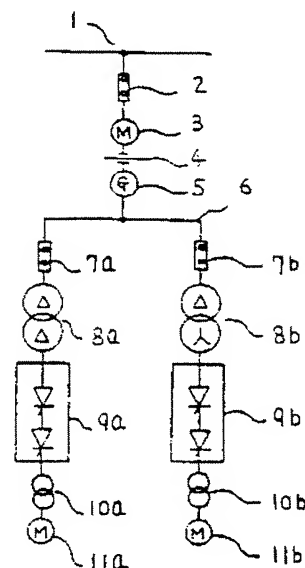 1
2
M 3
4
G 5
6
7a 7b
Δ Δ
Δ 8a 8b
9a 9b
10a 10b
M M
11a 11b